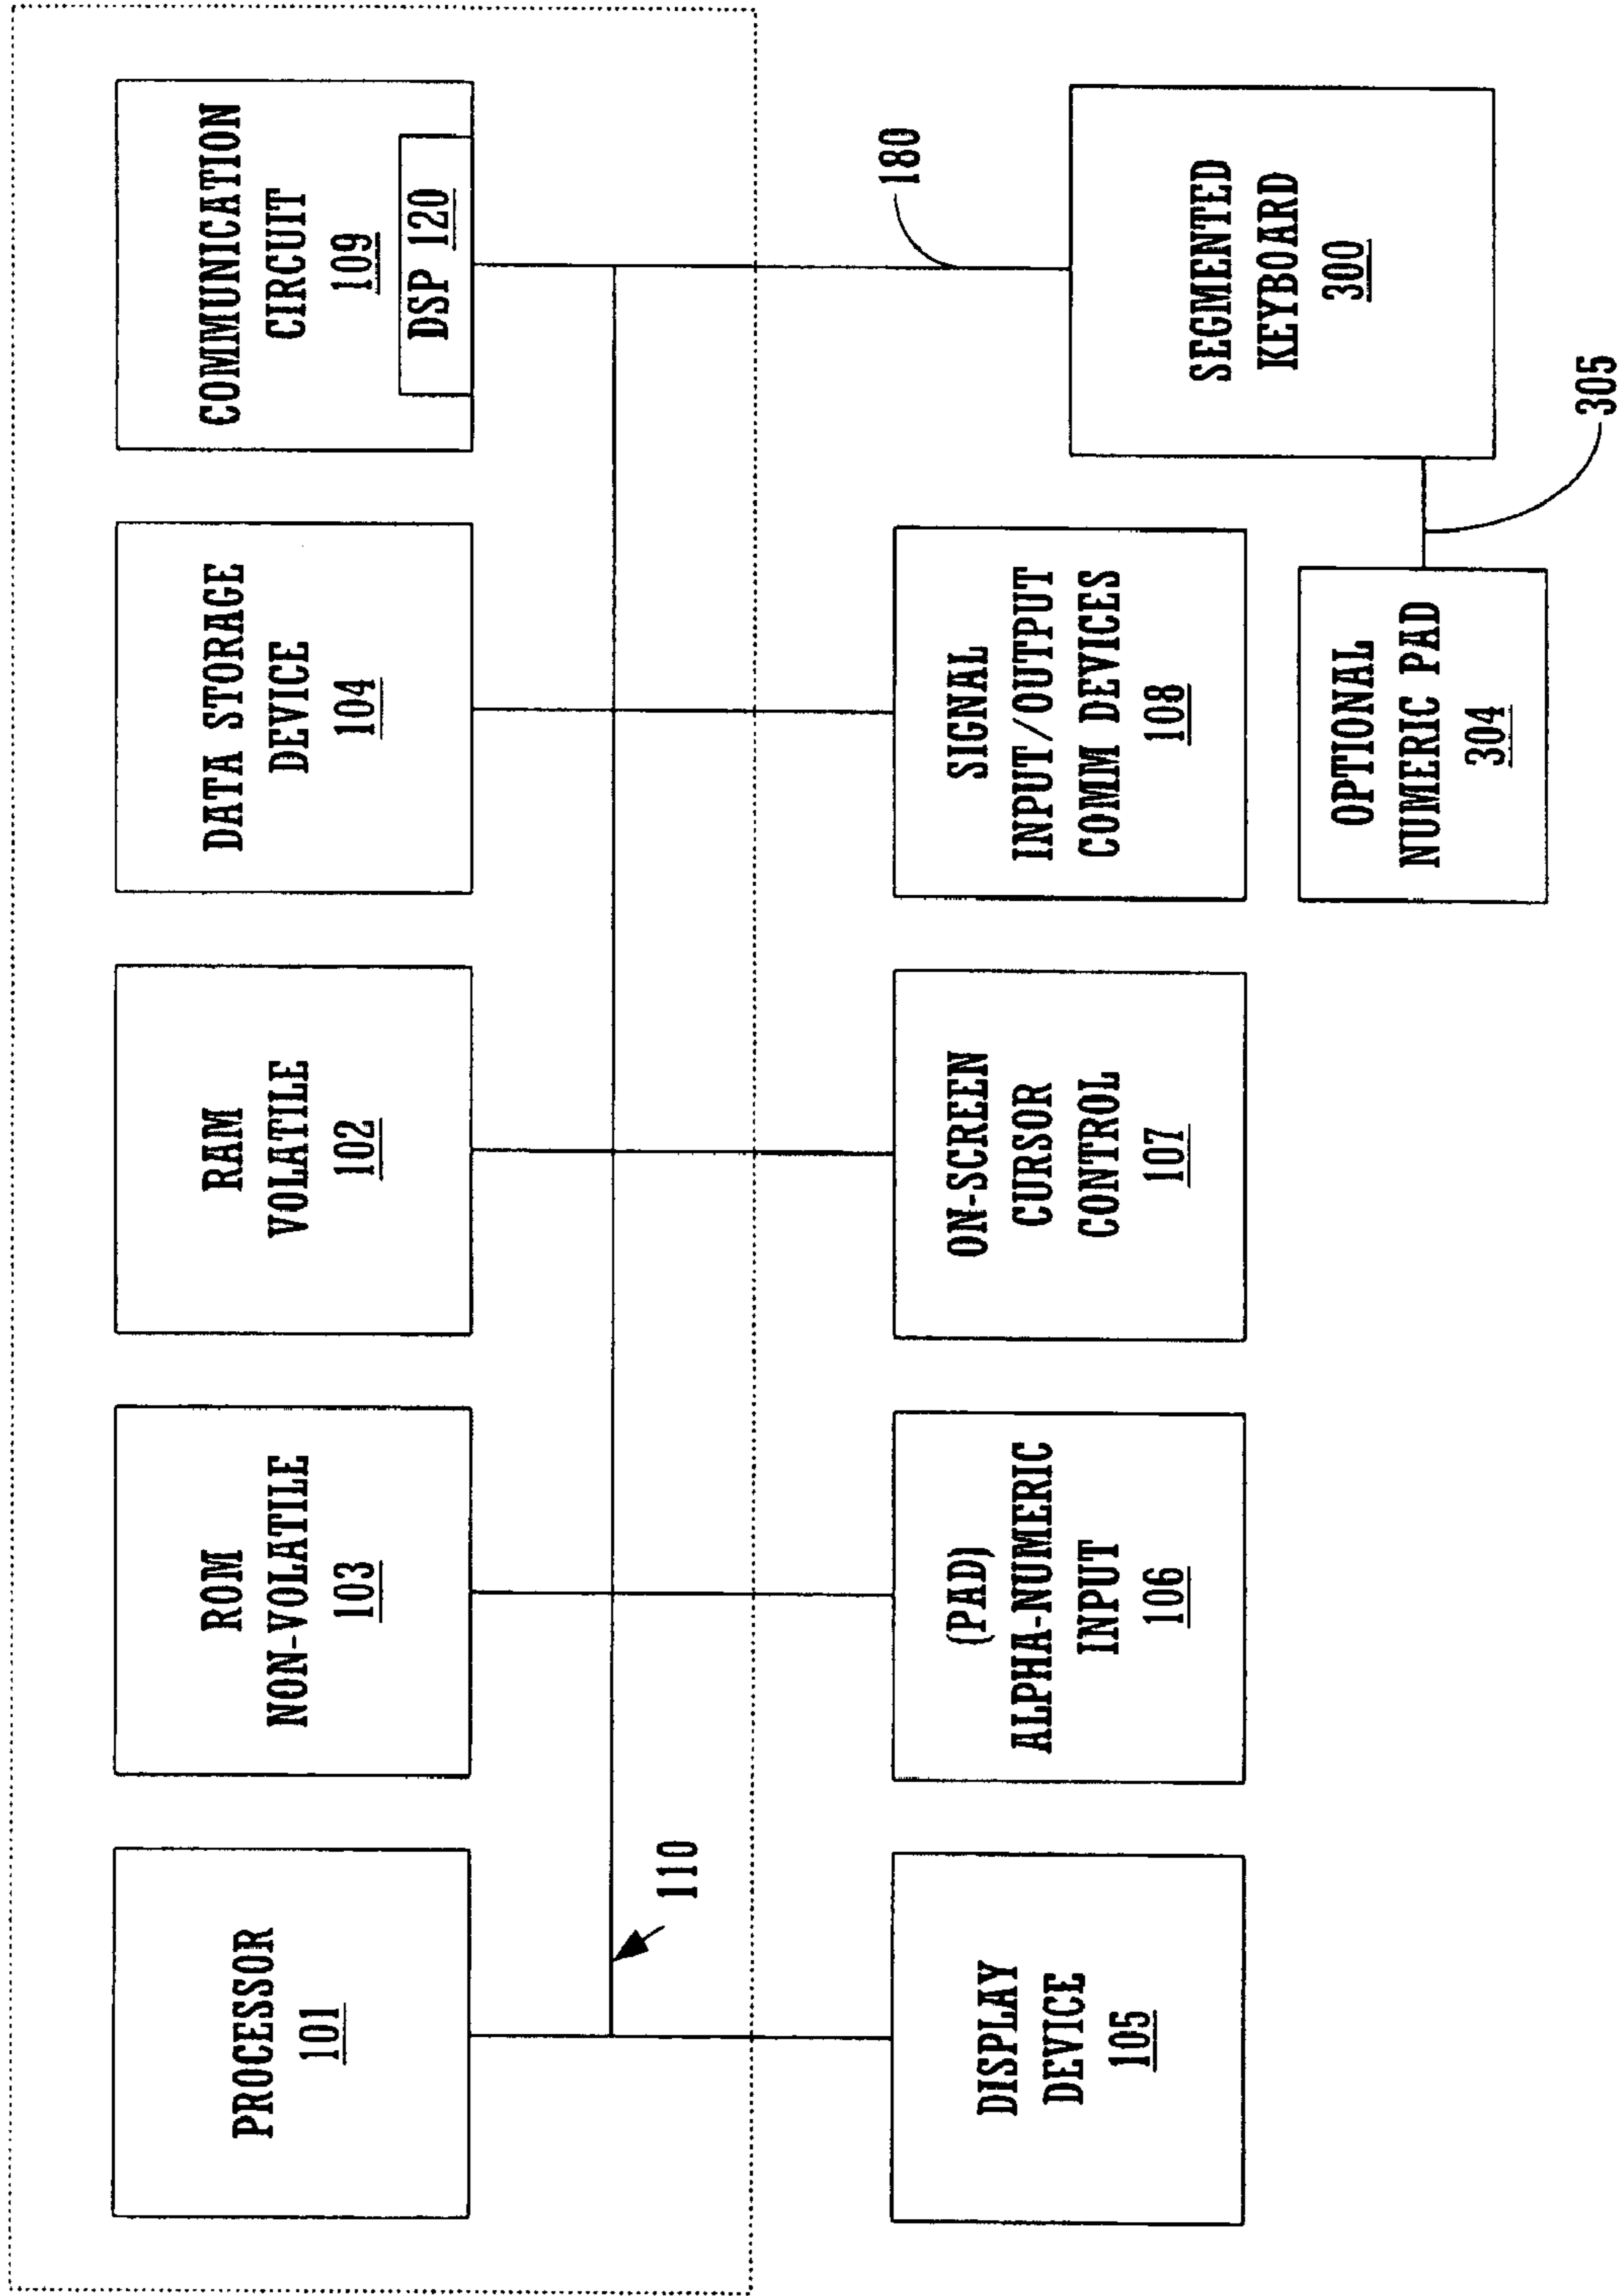 PROCESSOR
101
ROM
NON-VOLATILE
103
RAM
VOLATILE
102
DATA STORAGE
DEVICE
104
COMMUNICATION
CIRCUIT
109
DSP 120
110
180
DISPLAY
DEVICE
105
(PAD)
ALPHA-NUMERIC
INPUT
106
ON-SCREEN
CURSOR
CONTROL
107
SIGNAL
INPUT/OUTPUT
COMM DEVICES
108
SEGMENTED
KEYBOARD
300
OPTIONAL
NUMERIC PAD
304
305